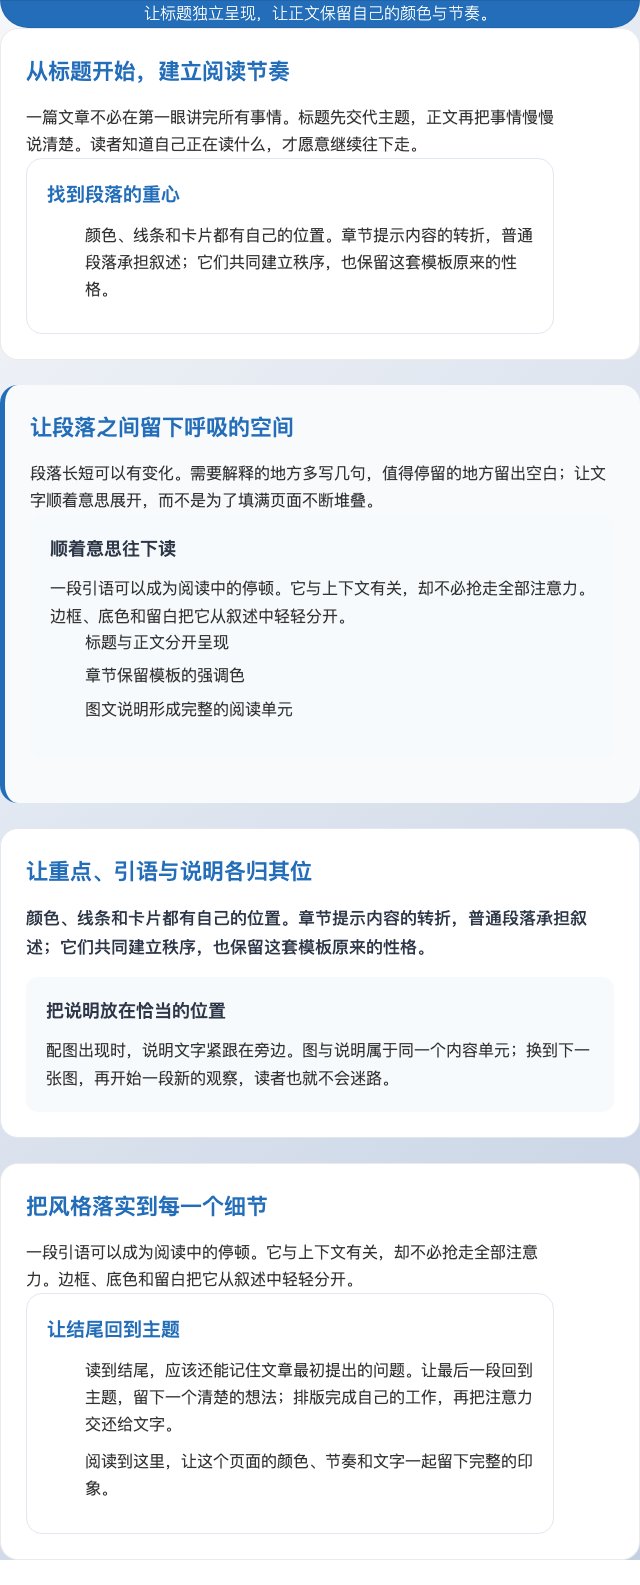 让标题独立呈现，让正文保留自己的颜色与节奏。
从标题开始，建立阅读节奏
一篇文章不必在第一眼讲完所有事情。标题先交代主题，正文再把事情慢慢
说清楚。读者知道自己正在读什么，才愿意继续往下走。
找到段落的重心
颜色、线条和卡片都有自己的位置。章节提示内容的转折，普通
段落承担叙述；它们共同建立秩序，也保留这套模板原来的性
格。
让段落之间留下呼吸的空间
段落长短可以有变化。需要解释的地方多写几句，值得停留的地方留出空白；让文
字顺着意思展开，而不是为了填满页面不断堆叠。
顺着意思往下读
一段引语可以成为阅读中的停顿。它与上下文有关，却不必抢走全部注意力。
边框、底色和留白把它从叙述中轻轻分开。
标题与正文分开呈现
章节保留模板的强调色
图文说明形成完整的阅读单元
让重点、引语与说明各归其位
颜色、线条和卡片都有自己的位置。章节提示内容的转折，普通段落承担叙
述；它们共同建立秩序，也保留这套模板原来的性格。
把说明放在恰当的位置
配图出现时，说明文字紧跟在旁边。图与说明属于同一个内容单元；换到下一
张图，再开始一段新的观察，读者也就不会迷路。
把风格落实到每一个细节
一段引语可以成为阅读中的停顿。它与上下文有关，却不必抢走全部注意
力。边框、底色和留白把它从叙述中轻轻分开。
让结尾回到主题
读到结尾，应该还能记住文章最初提出的问题。让最后一段回到
主题，留下一个清楚的想法；排版完成自己的工作，再把注意力
交还给文字。
阅读到这里，让这个页面的颜色、节奏和文字一起留下完整的印
象。